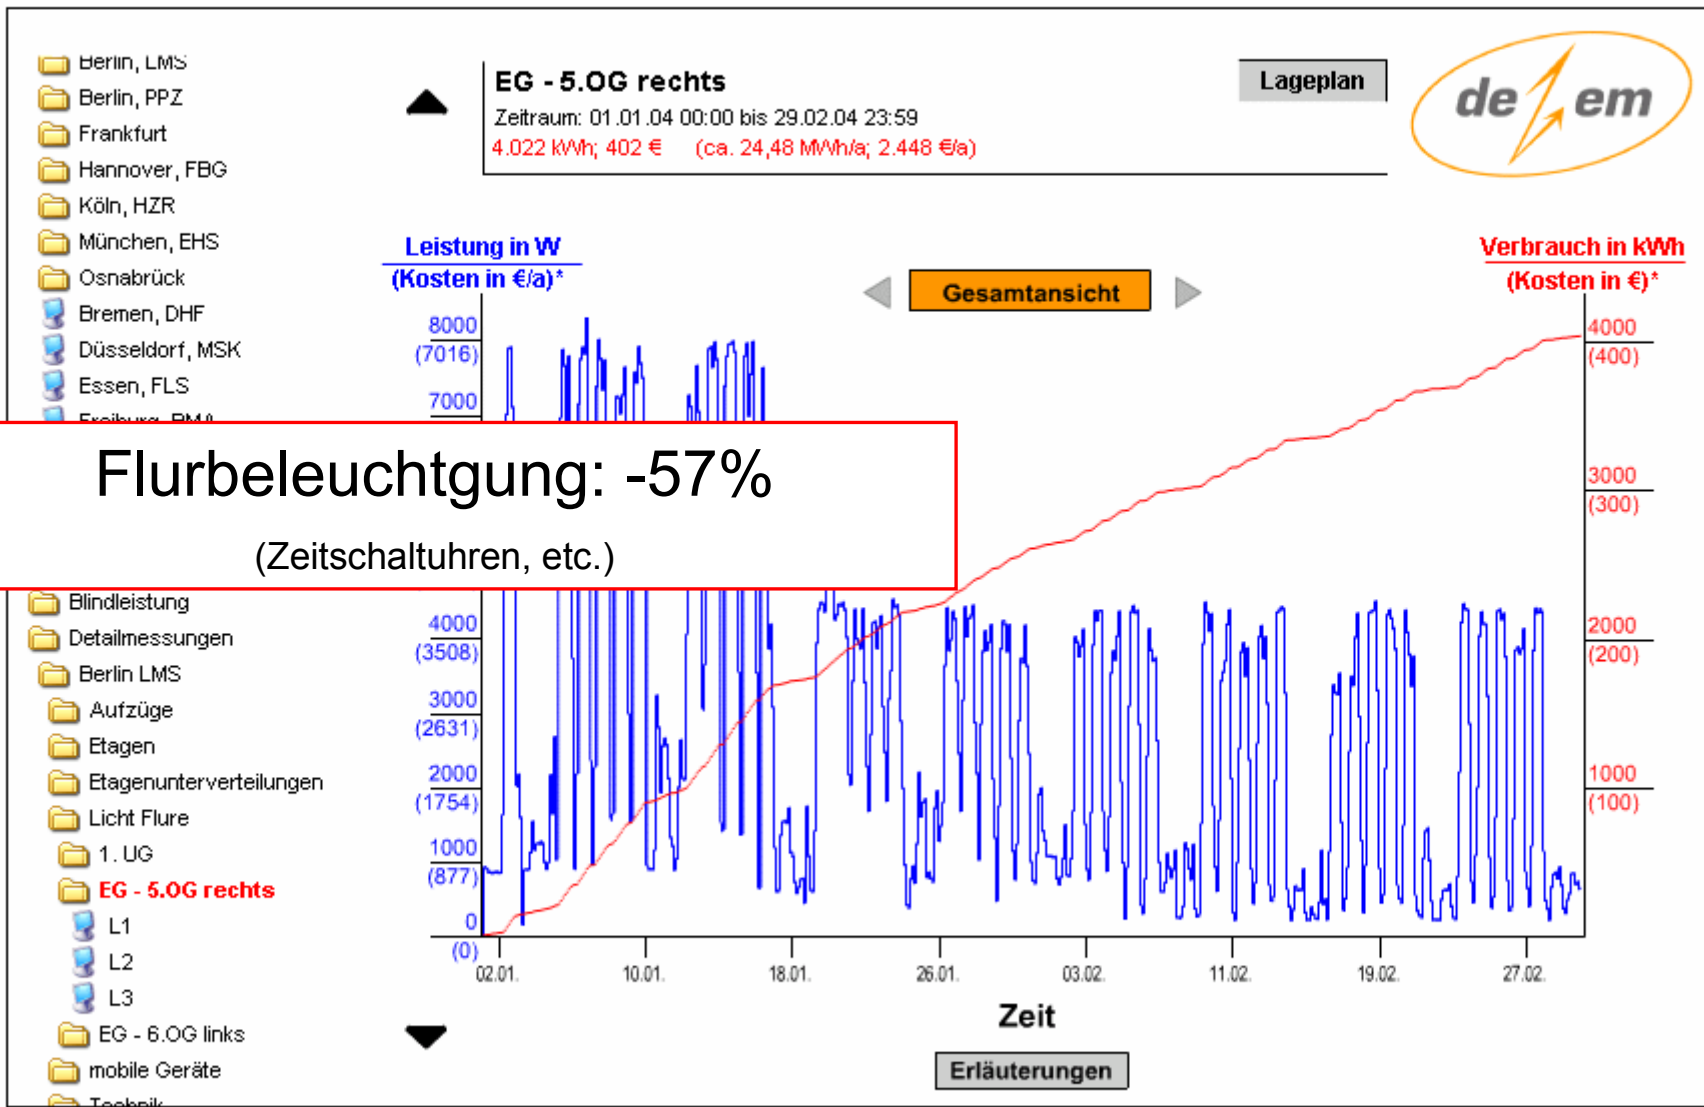 Berlin, LMS
Berlin, PPZ
Frankfurt
Hannover, FBG
Köln, HZR
München, EHS
Osnabrück
Bremen, DHF
Düsseldorf, MSK
Essen, FLS
EG - 5.OG rechts
Zeitraum: 01.01.04 00:00 bis 29.02.04 23:59
4.022 kWh; 402 € (ca. 24,48 MWh/a; 2.448 €/a)
Lageplan
de em
Leistung in W
(Kosten in €/a)*
Gesamtansicht
Verbrauch in kWh
(Kosten in €)*
8000
(7016)
7000
4000
(400)
Flurbeleuchtgung: -57%
(Zeitschaltuhren, etc.)
3000
(300)
Blindleistung
Detailmessungen
Berlin LMS
Aufzüge
Etagen
Etagenunterverteilungen
Licht Flure
1. UG
EG - 5.OG rechts
L1
L2
L3
EG - 6.OG links
mobile Geräte
Technik
4000
(3508)
3000
(2631)
2000
(1754)
1000
(877)
0
(0)
2000
(200)
1000
(100)
02.01.
10.01.
18.01.
26.01.
03.02.
11.02.
19.02.
27.02.
Zeit
Erläuterungen